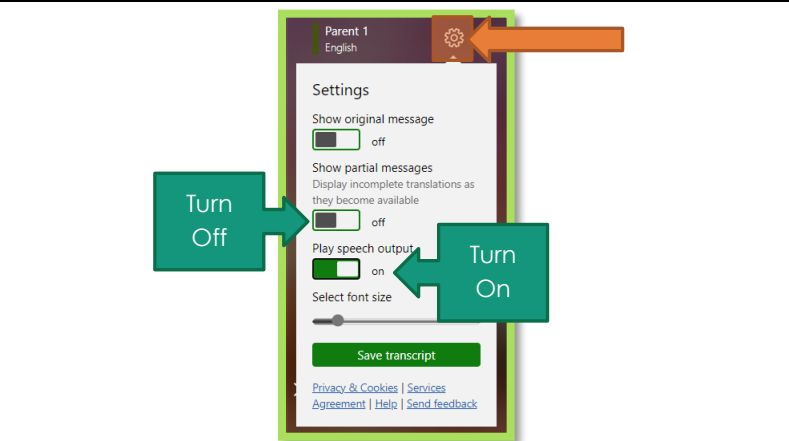 Parent 1
English
Settings
Show original message
off
Show partial messages
Display incomplete translations as
they become available
off
Play speech output
on
Select font size
Save transcript
Privacy & Cookies | Services
Agreement | Help | Send feedback
Turn
Off
Turn
On